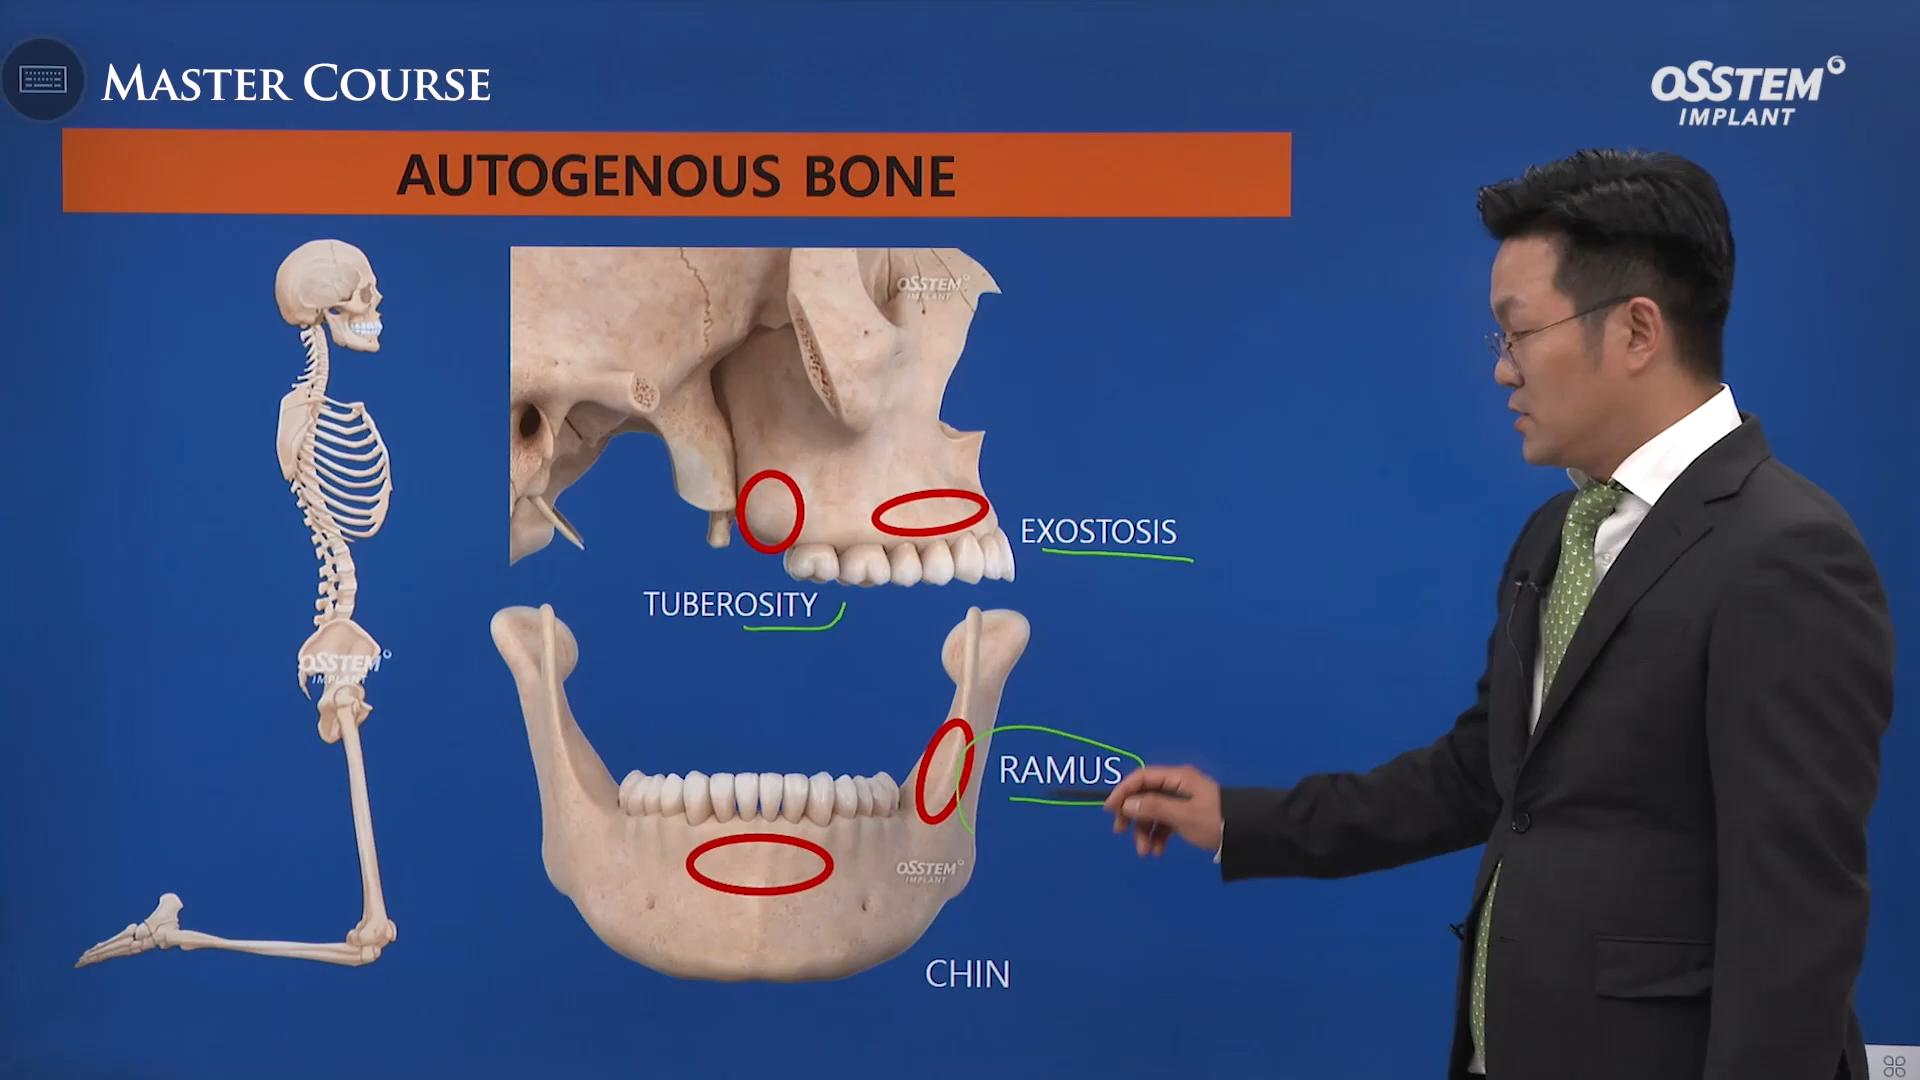 MASTER COURSE
OSSTEM
IMPLANT
AUTOGENOUS BONE
OSSTEM
IMPLANT
EXOSTOSIS
TUBEROSITY
OSSTEM
IMPLANT
RAMUS
OSSTEM
IMPLANT
CHIN